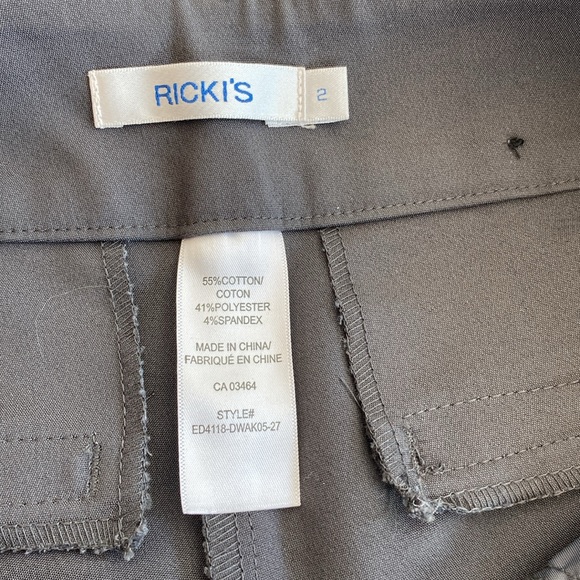 RICKI'S
2
55%COTTON/
COTON
41%POLYESTER
4%SPANDEX
MADE IN CHINA/
FABRIQUÉ EN CHINE
CA 03464
STYLE#
ED4118-DWAK05-27